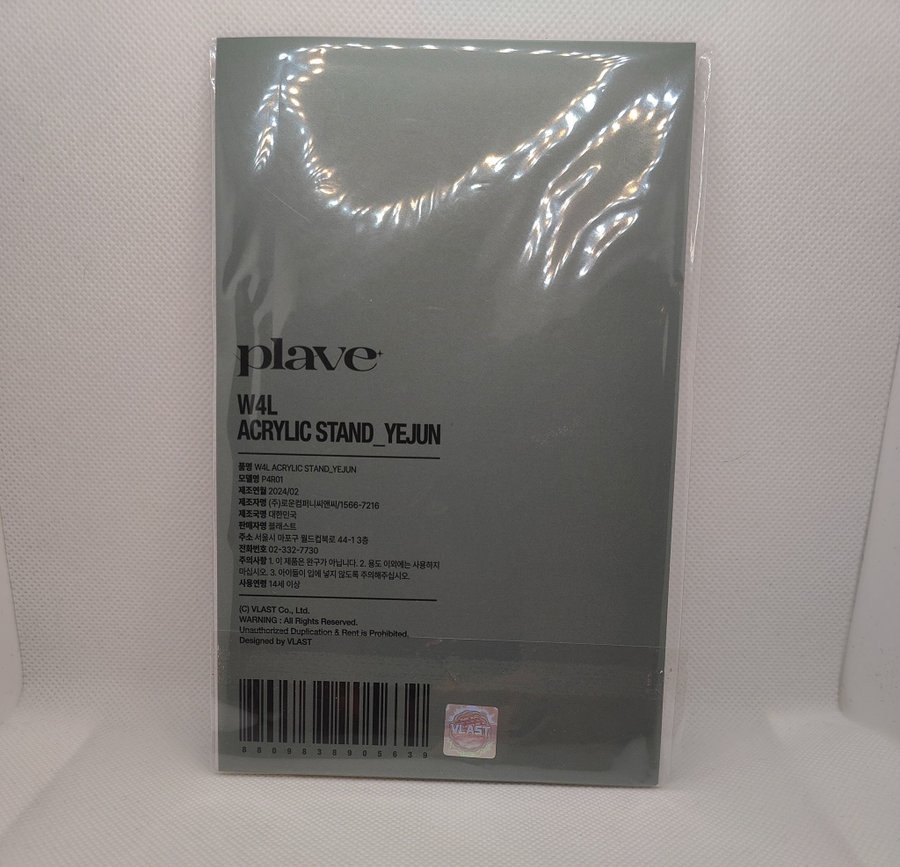 plave
W4L
ACRYLIC STAND_YEJUN
품명 W4L ACRYLIC STAND_YEJUN
모델명 P4R01
제조연월 2024/02
제조자명 (주)로운컴퍼니씨앤씨/1566-7216
제조국명 대한민국
판매자명 블래스트
주소 서울시 마포구 월드컵북로 44-1 3층
전화번호 02-332-7730
주의사항 1. 이 제품은 완구가 아닙니다. 2. 용도 이외에는 사용하지
마십시오. 3. 아이들이 입에 넣지 않도록 주의해주십시오.
사용연령 14세 이상
(C) VLAST Co., Ltd.
WARNING : All Rights Reserved.
Unauthorized Duplication & Rent is Prohibited.
Designed by VLAST
8809638905639
VLAST